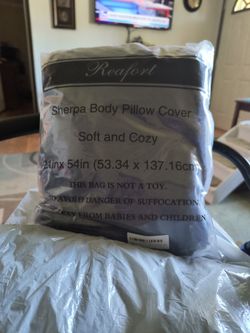 Reafort
Sherpa Body Pillow Cover
Soft and Cozy
21in x 54in (53.34 x 137.16cm)
THIS BAG IS NOT A TOY.
TO AVOID DANGER OF SUFFOCATION
AWAY FROM BABIES AND CHILDREN